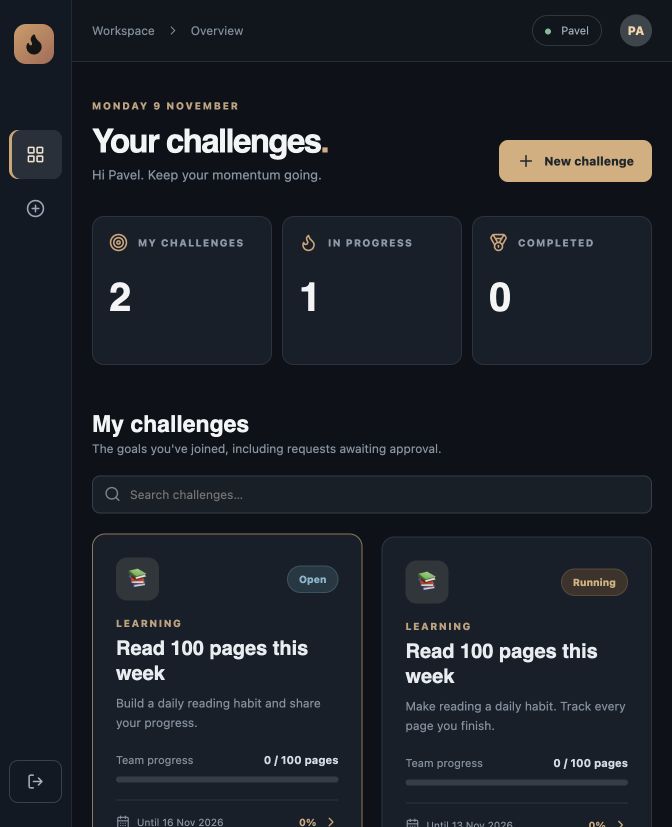 Workspace > Overview
Pavel
PA
MONDAY 9 NOVEMBER
Your challenges.
Hi Pavel. Keep your momentum going.
+ New challenge
MY CHALLENGES
2
IN PROGRESS
1
COMPLETED
0
My challenges
The goals you've joined, including requests awaiting approval.
Search challenges...
Open
LEARNING
Read 100 pages this
week
Build a daily reading habit and share
your progress.
Team progress 0 / 100 pages
Until 16 Nov 2026 0%
Running
LEARNING
Read 100 pages this
week
Make reading a daily habit. Track every
page you finish.
Team progress 0 / 100 pages
Until 13 Nov 2026 0%